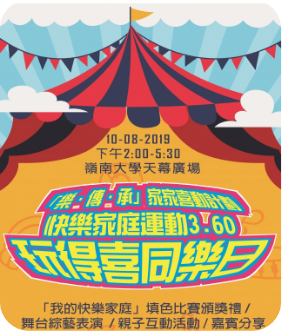 10-08-2019
下午2:00-5:30
嶺南大學天幕廣場
「樂·傳·承」家家喜動計劃
快樂家庭運動3:60
玩得喜同樂日
「我的快樂家庭」填色比賽頒獎禮 /
舞台綜藝表演 / 親子互動活動 / 嘉賓分享